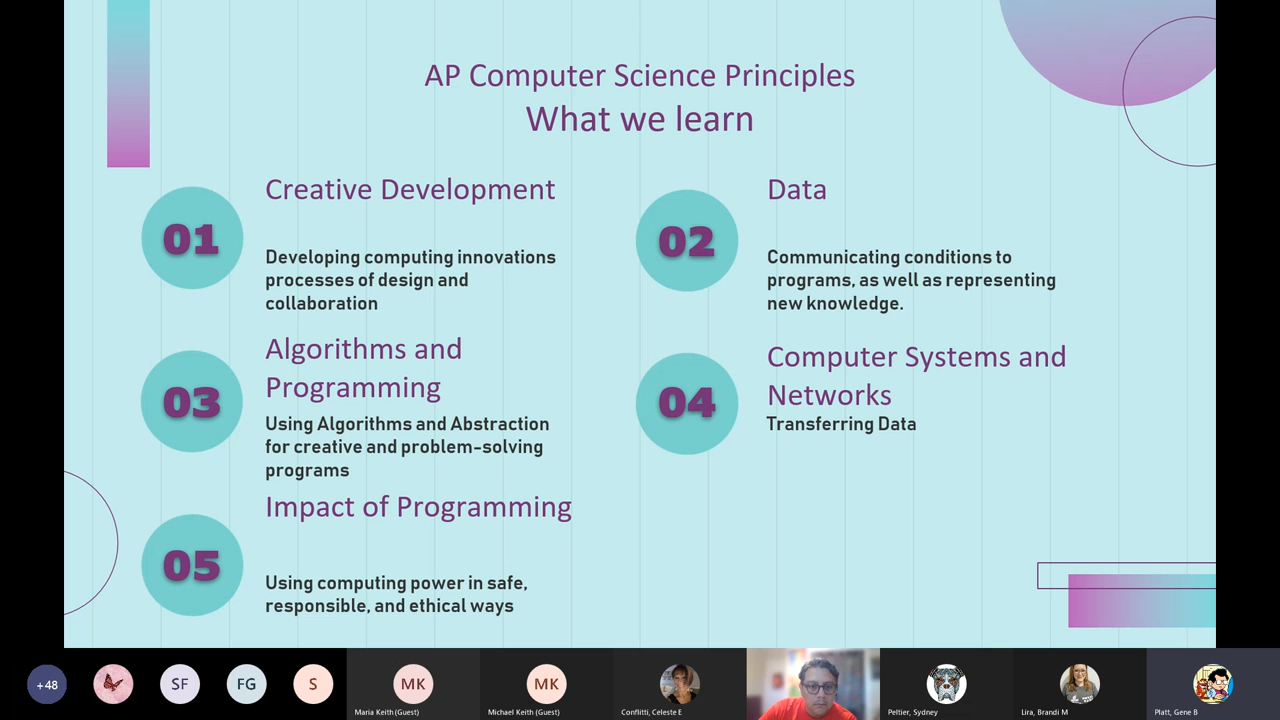 AP Computer Science Principles
What we learn
01
Creative Development
Developing computing innovations
processes of design and
collaboration
02
Data
Communicating conditions to
programs, as well as representing
new knowledge.
03
Algorithms and
Programming
Using Algorithms and Abstraction
for creative and problem-solving
programs
04
Computer Systems and
Networks
Transferring Data
05
Impact of Programming
Using computing power in safe,
responsible, and ethical ways
+48
SF
FG
S
MK
Maria Keith (Guest)
MK
Michael Keith (Guest)
Conflitti, Celeste E
Peltier, Sydney
Lira, Brandi M
Platt, Gene B